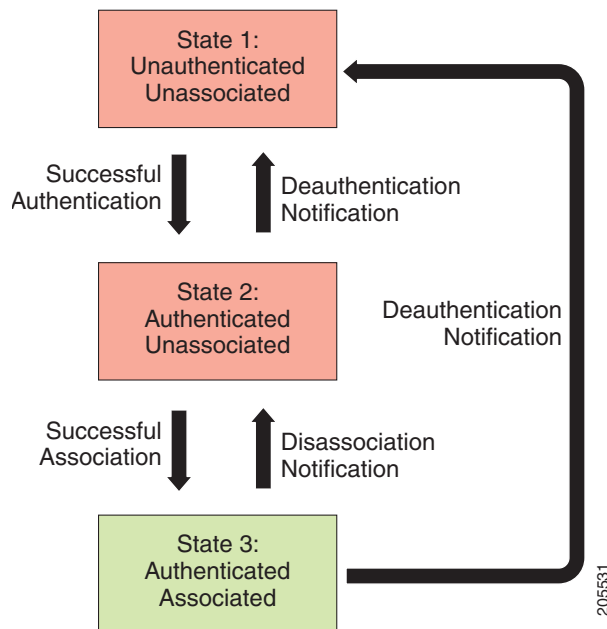 State 1:
Unauthenticated
Unassociated
Successful
Authentication
Deauthentication
Notification
State 2:
Authenticated
Unassociated
Deauthentication
Notification
Successful
Association
Disassociation
Notification
State 3:
Authenticated
Associated
205531